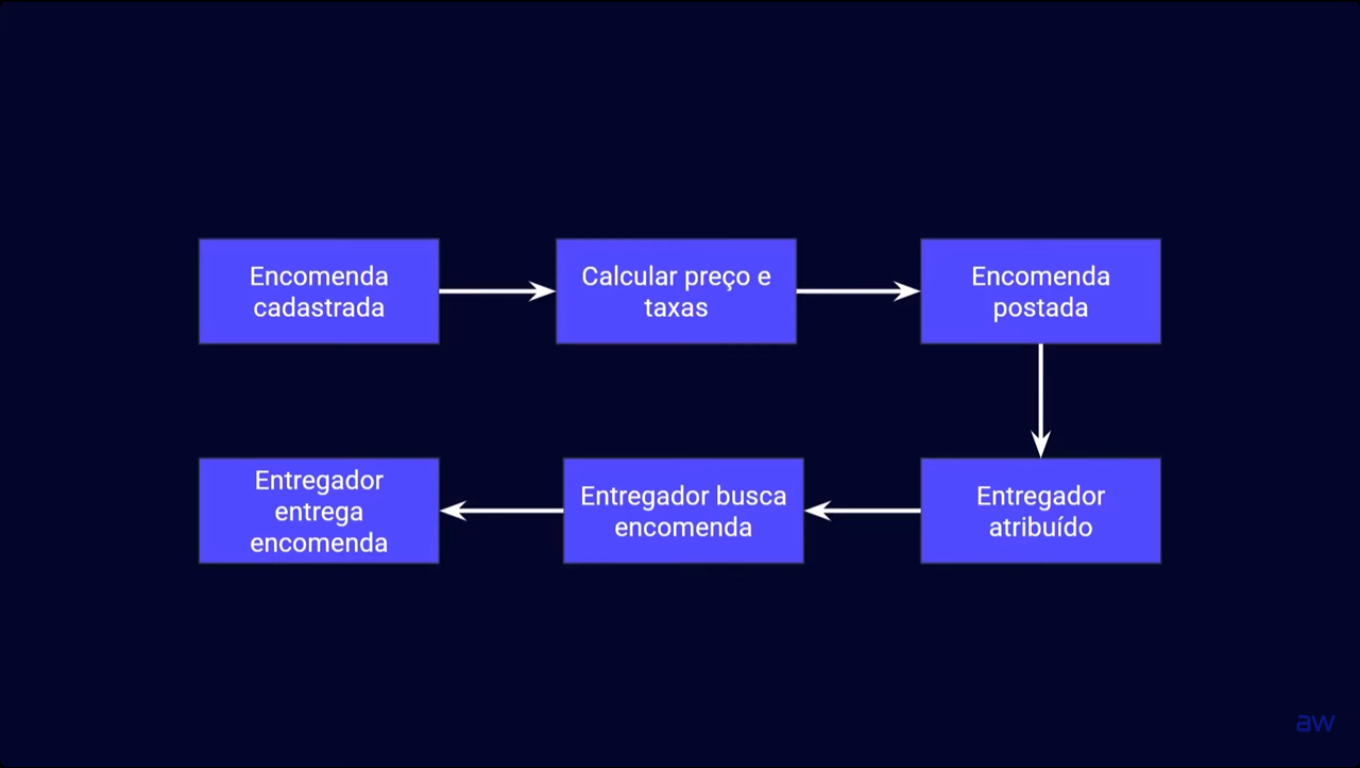 Encomenda
cadastrada
Calcular preço e
taxas
Encomenda
postada
Entregador
entrega
encomenda
Entregador busca
encomenda
Entregador
atribuído
aw